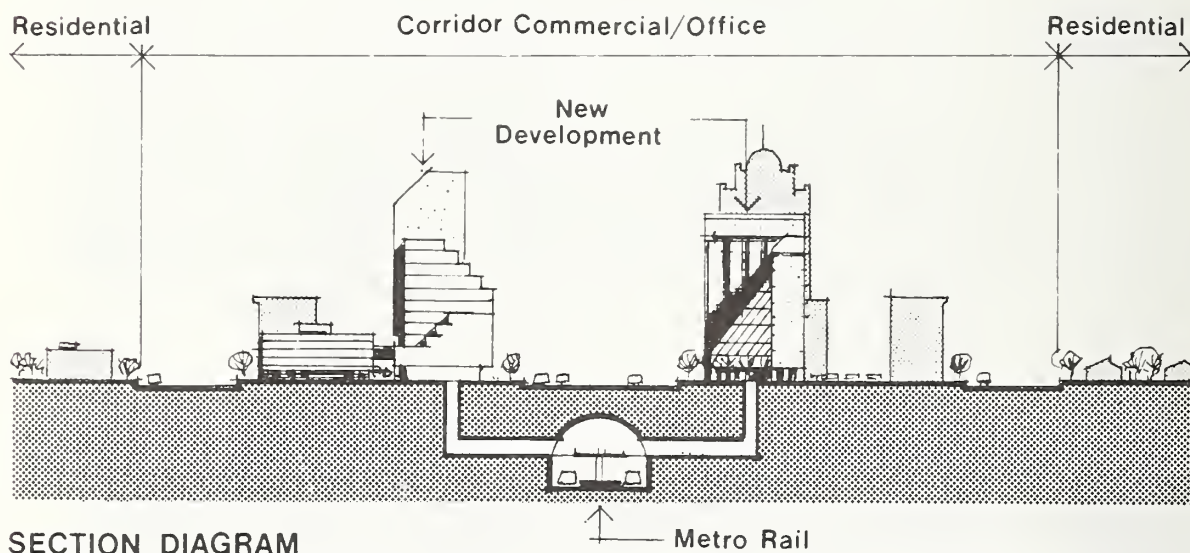 Residential
Corridor Commercial/Office
Residential
New
Development
SECTION DIAGRAM
Metro Rail